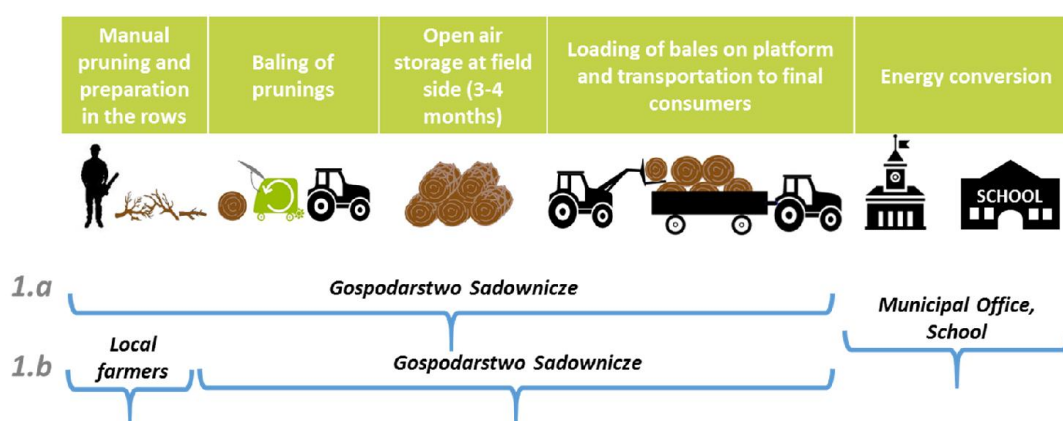 Manual
pruning and
preparation
in the rows
Baling of
prunings
Open air
storage at field
side (3-4
months)
Loading of bales on platform
and transportation to final
consumers
Energy conversion
SCHOOL
1.a
Gospodarstwo Sadownicze
Municipal Office,
School
1.b
Local
farmers
Gospodarstwo Sadownicze